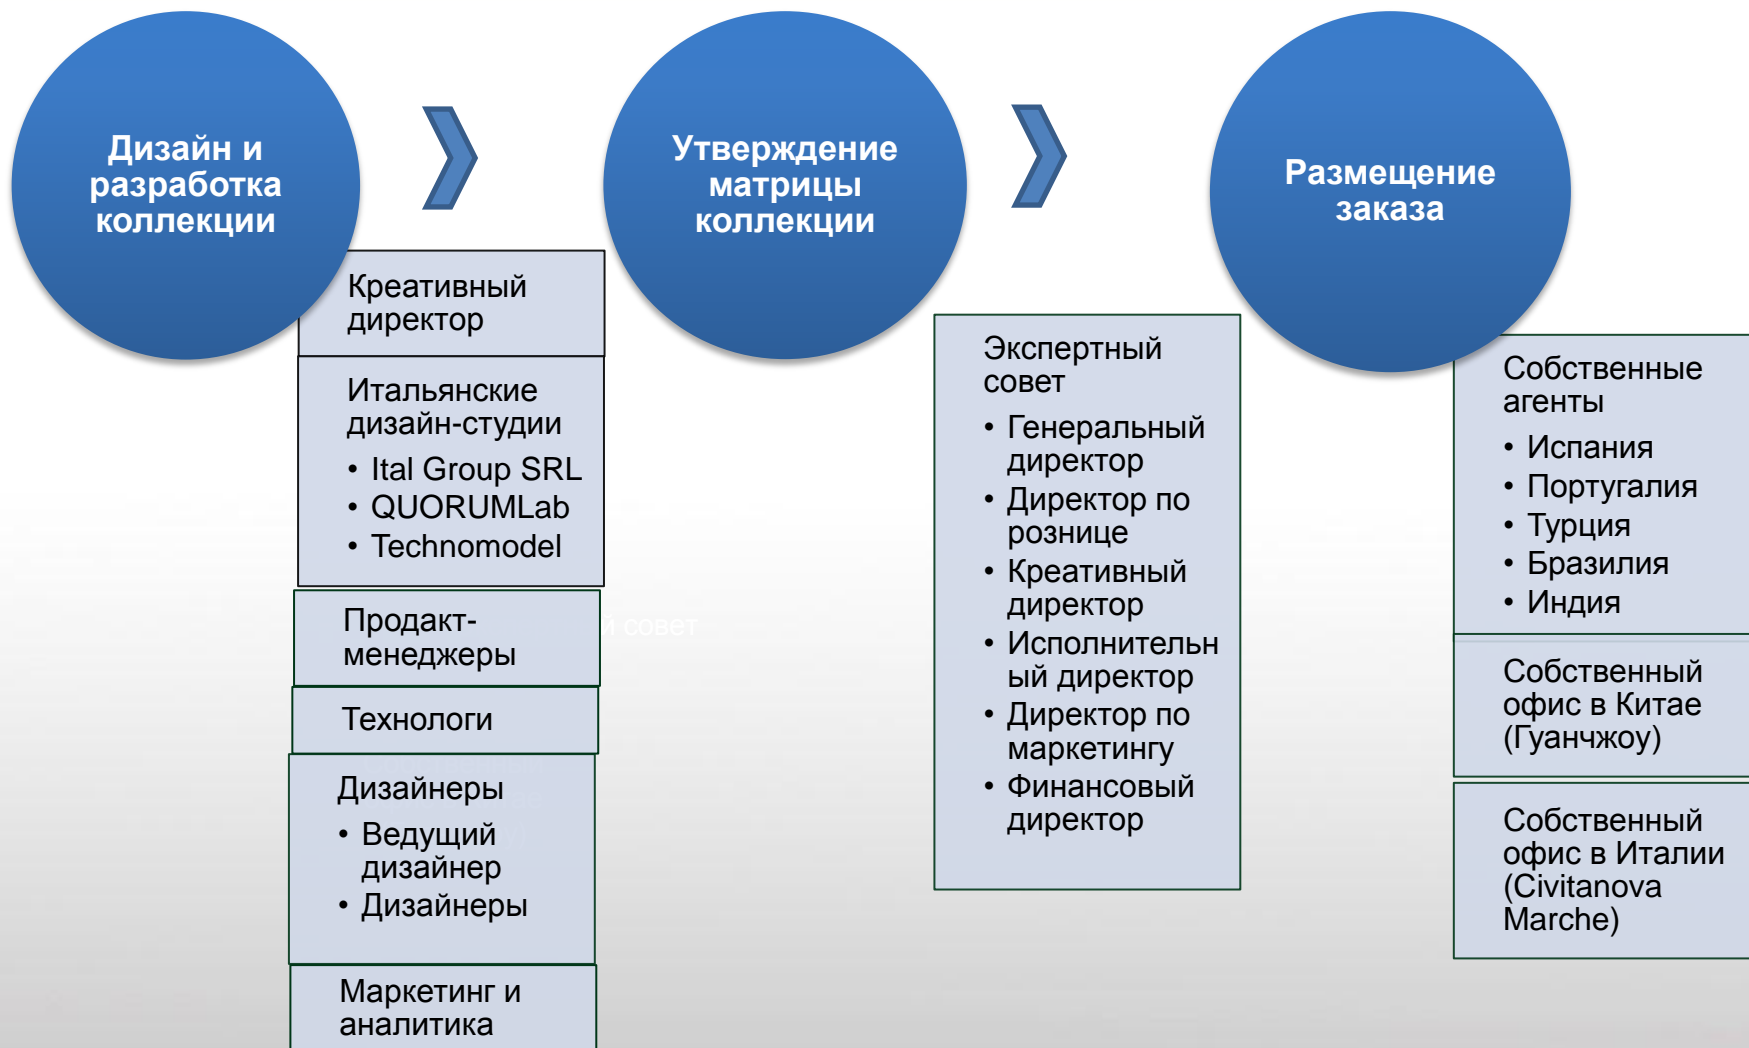 Дизайн и
разработка
коллекции
Креативный
директор
Итальянские
дизайн-студии
• Ital Group SRL
• QUORUMLab
• Technomodel
Продакт-
менеджеры
Технологи
Дизайнеры
• Ведущий
дизайнер
• Дизайнеры
Маркетинг и
аналитика
й совет
Утверждение
матрицы
коллекции
Экспертный
совет
• Генеральный
директор
• Директор по
рознице
• Креативный
директор
• Исполнительн
ый директор
• Директор по
маркетингу
• Финансовый
директор
Размещение
заказа
Собственные
агенты
• Испания
• Португалия
• Турция
• Бразилия
• Индия
Собственный
офис в Китае
(Гуанчжоу)
Собственный
офис в Италии
(Civitanova
Marche)